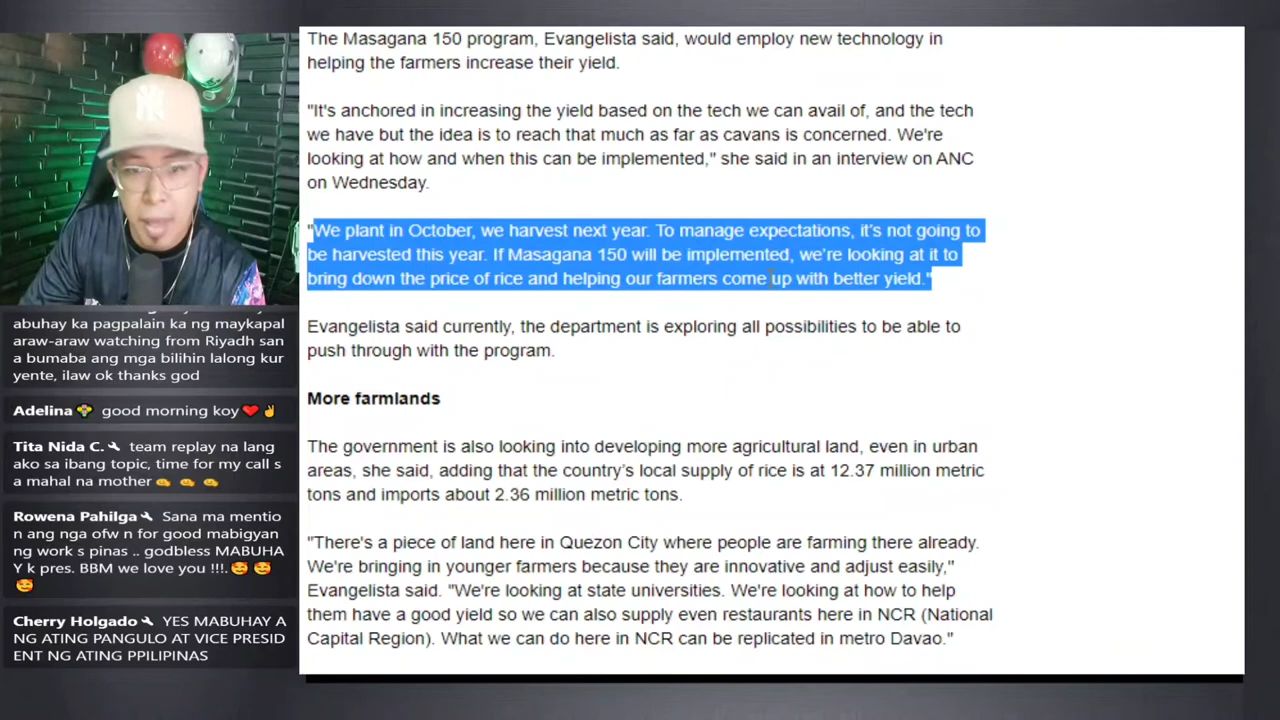 The Masagana 150 program, Evangelista said, would employ new technology in
helping the farmers increase their yield.
"It's anchored in increasing the yield based on the tech we can avail of, and the tech
we have but the idea is to reach that much as far as cavans is concerned. We're
looking at how and when this can be implemented," she said in an interview on ANC
on Wednesday.
"We plant in October, we harvest next year. To manage expectations, it's not going to
be harvested this year. If Masagana 150 will be implemented, we're looking at it to
bring down the price of rice and helping our farmers come up with better yield."
Evangelista said currently, the department is exploring all possibilities to be able to
push through with the program.
More farmlands
The government is also looking into developing more agricultural land, even in urban
areas, she said, adding that the country's local supply of rice is at 12.37 million metric
tons and imports about 2.36 million metric tons.
"There's a piece of land here in Quezon City where people are farming there already.
We're bringing in younger farmers because they are innovative and adjust easily,"
Evangelista said. "We're looking at state universities. We're looking at how to help
them have a good yield so we can also supply even restaurants here in NCR (National
Capital Region). What we can do here in NCR can be replicated in metro Davao."
abuhay ka pagpalain ka ng maykapal
araw-araw watching from Riyadh san
a bumaba ang mga bilihin lalong kur
yente, ilaw ok thanks god
Adelina good morning koy❤️✌️
Tita Nida C. team replay na lang
ako sa ibang topic, time for my call s
a mahal na mother
Rowena Pahilga Sana ma mentio
n ang nga ofw n for good mabigyan
ng work s pinas .. godbless MABUHA
Y k pres. BBM we love you !!!.🥰 🥰
🥰
Cherry Holgado YES MABUHAY A
NG ATING PANGULO AT VICE PRESID
ENT NG ATING PPILIPINAS